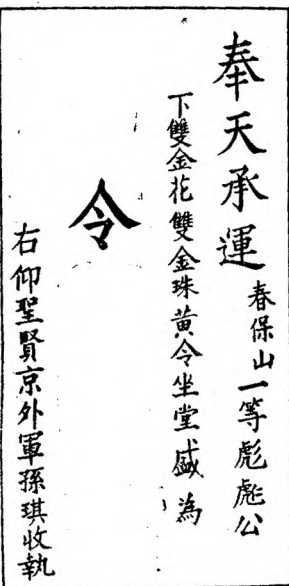 奉天承運
春保山一等彪彪公
下雙金花雙金珠黃令坐堂盛為
令
右仰聖賢京外軍孫琪收執